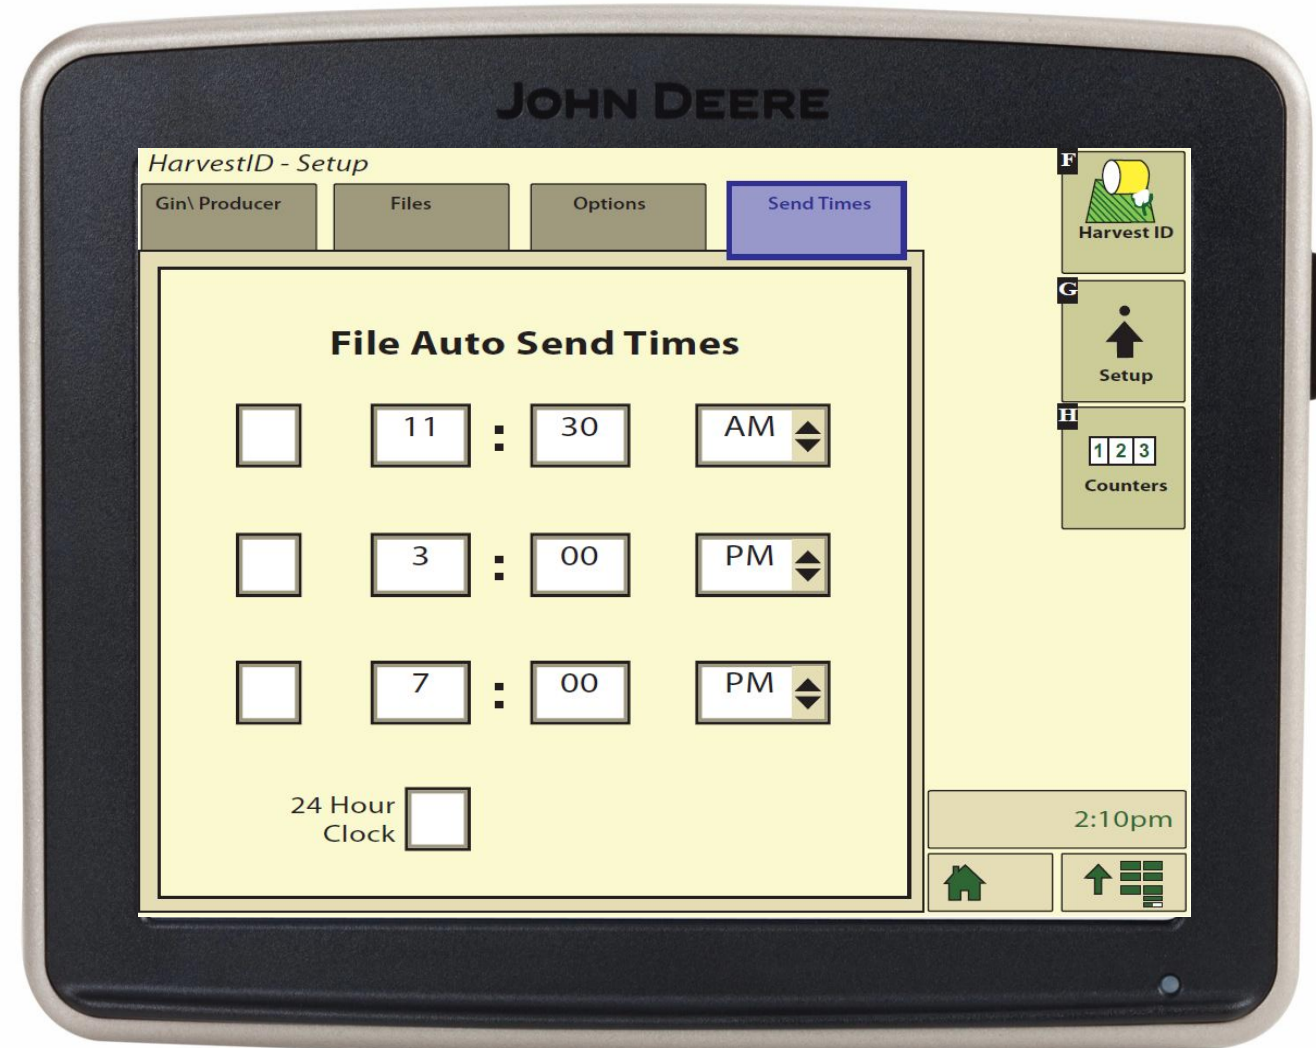 JOHN DEERE
HarvestID - Setup
Gin\ Producer
Files
Options
Send Times
File Auto Send Times
11 : 30 AM
3 : 00 PM
7 : 00 PM
24 Hour
Clock
F
Harvest ID
G
Setup
H
1 2 3
Counters
2:10pm